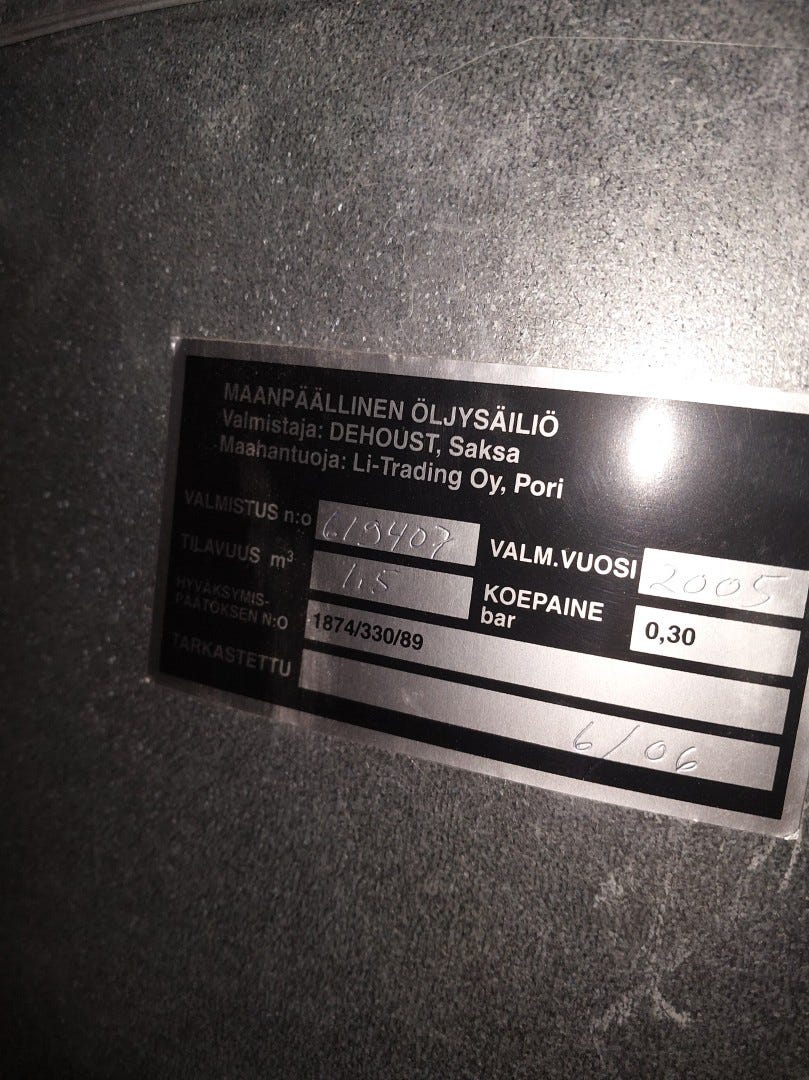 MAANPÄÄLLINEN ÖLJYSÄILIÖ
Valmistaja: DEHOUST, Saksa
Maahantuoja: Li-Trading Oy, Pori
VALMISTUS n:o 619407 VALM.VUOSI 2005
TILAVUUS m³ 1,5 KOEPAINE bar 0,30
HYVÄKSYMIS-
PÄÄTÖKSEN N:O 1874/330/89
TARKASTETTU 6/06